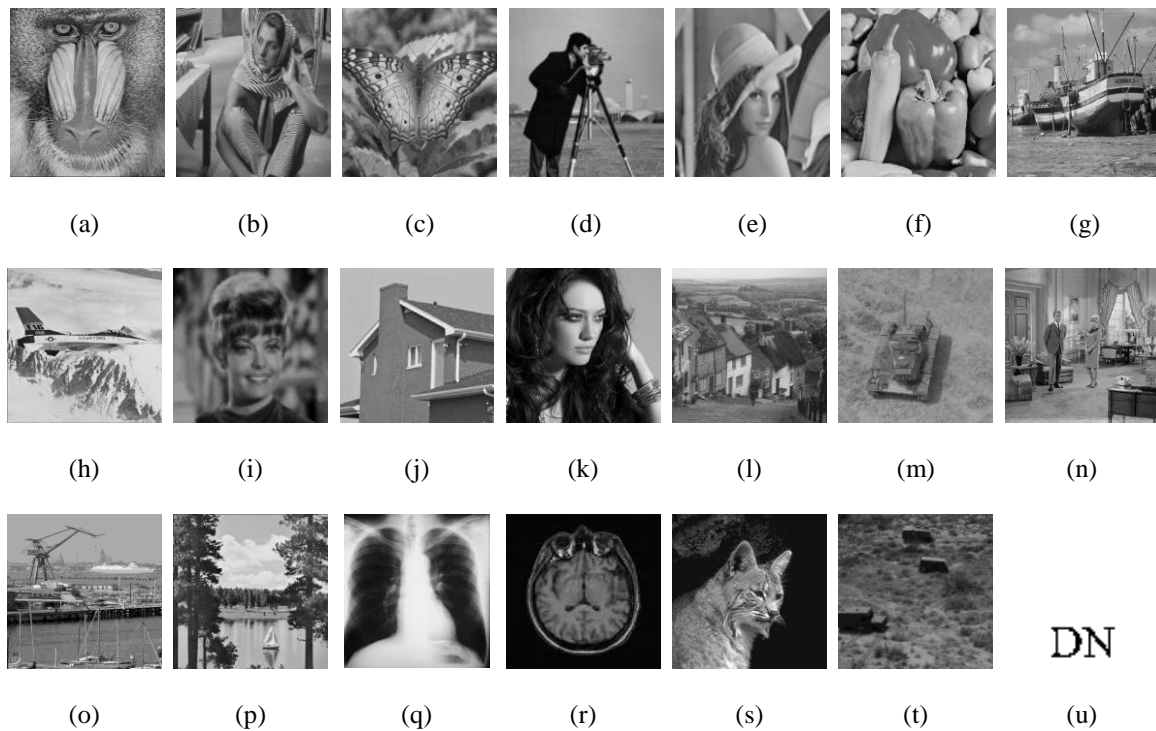 (a) (b) (c) (d) (e) (f) (g)
(h) (i) (j) (k) (l) (m) (n)
DN
(o) (p) (q) (r) (s) (t) (u)